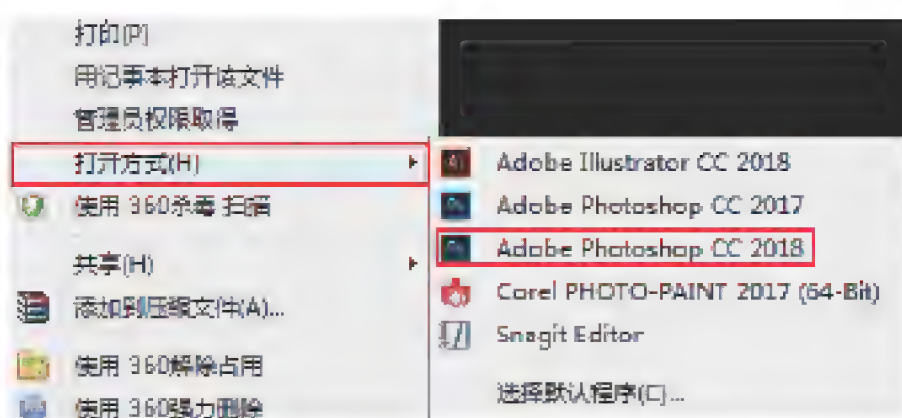 打印(P)
用记事本打开该文件
管理员权限取得
打开方式(H)
使用 360杀毒 扫描
共享(H)
添加到压缩文件(A)...
使用 360解除占用
使用 360强力删除
Adobe Illustrator CC 2018
Adobe Photoshop CC 2017
Adobe Photoshop CC 2018
Corel PHOTO-PAINT 2017 (64-Bit)
Snagit Editor
选择默认程序(C)...